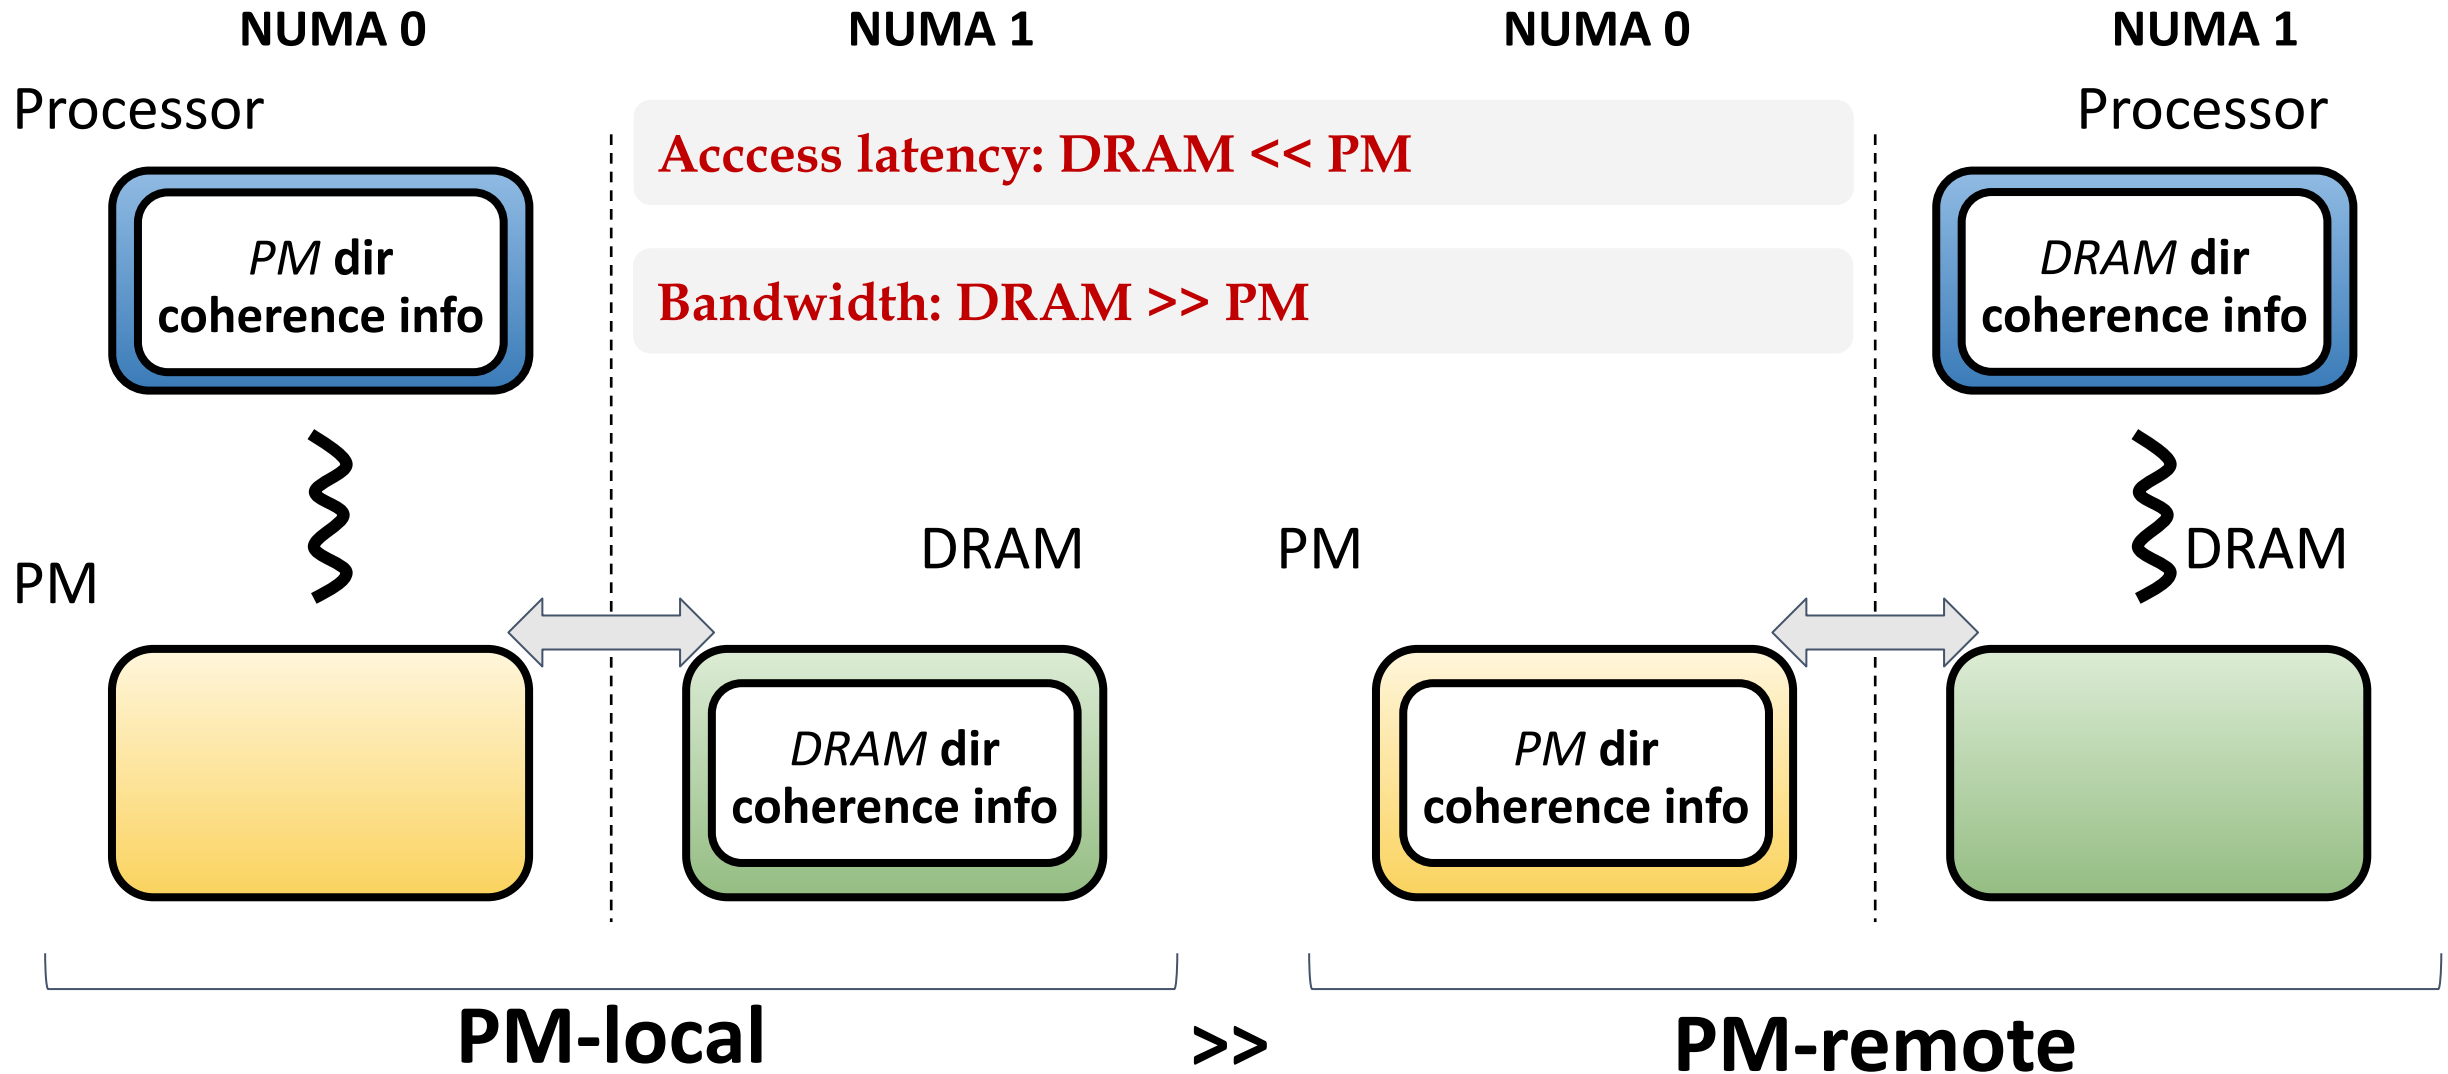 NUMA 0
NUMA 1
NUMA 0
NUMA 1
Processor
Processor
Acccess latency: DRAM << PM
PM dir
coherence info
DRAM dir
coherence info
Bandwidth: DRAM >> PM
DRAM
PM
DRAM
PM
DRAM dir
coherence info
PM dir
coherence info
PM-local
>>
PM-remote